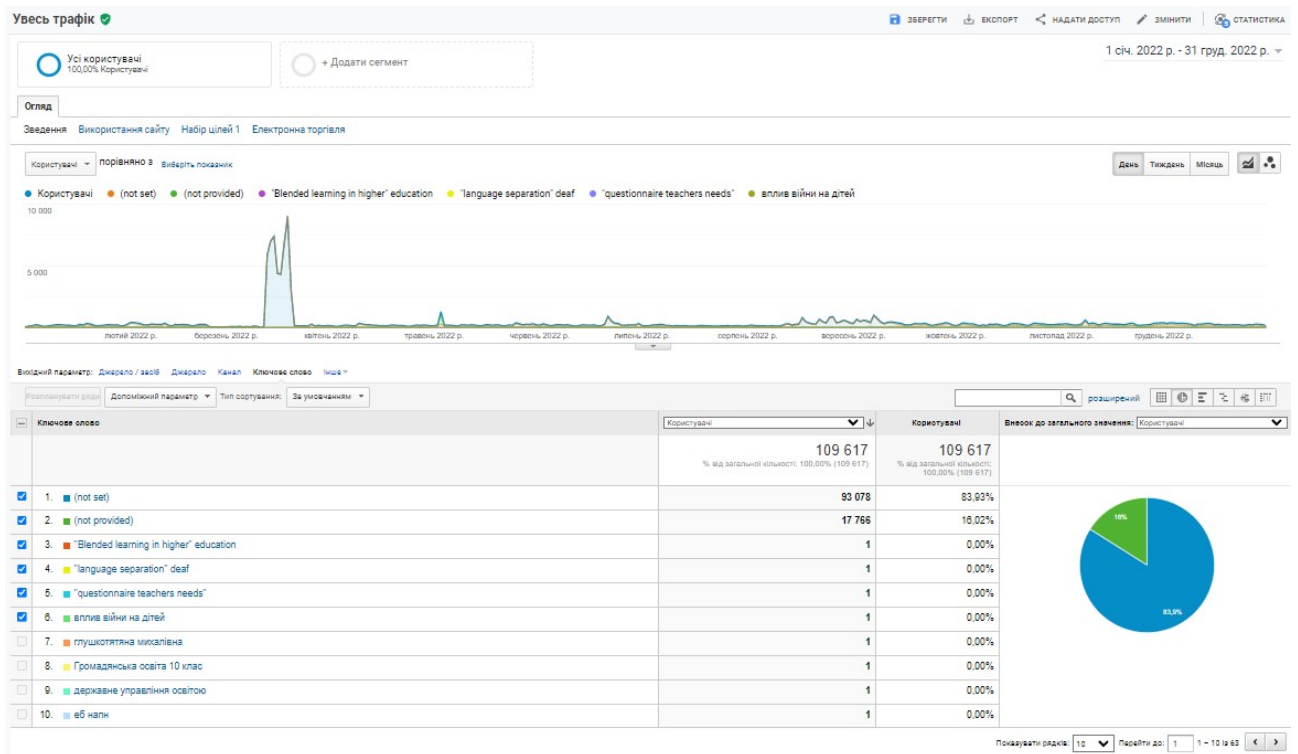 Увесь трафік
ЗБЕРЕГТИ ЕКСПОРТ НАДАТИ ДОСТУП ЗМІНИТИ СТАТИСТИКА
Усі користувачі
100,00% Користувачі
+ Додати сегмент
1 січ. 2022 р. - 31 груд. 2022 р.
Огляд
Зведення Використання сайту Набір цілей 1 Електронна торгівля
Користувачі порівняно з Виберіть показник
День Тиждень Місяць
Користувачі (not set) (not provided) "Blended learning in higher" education "language separation" deaf "questionnaire teachers needs" вплив війни на дітей
10 000
5 000
лютий 2022 р. березень 2022 р. квітень 2022 р. травень 2022 р. червень 2022 р. липень 2022 р. серпень 2022 р. вересень 2022 р. жовтень 2022 р. листопад 2022 р. грудень 2022 р.
Вихідний параметр: Джерело / засіб Джерело Канал Ключове слово Інше
Розпланувати ряди Допоміжний параметр Тип сортування: За умовчанням
розширений
Ключове слово Користувачі Користувачі Внесок до загального значення: Користувачі
109 617 109 617
% від загальної кількості: 100,00% (109 617) % від загальної кількості:
100,00% (109 617)
1. (not set) 93 078 83,93%
2. (not provided) 17 766 16,02%
3. "Blended learning in higher" education 1 0,00%
4. "language separation" deaf 1 0,00%
5. "questionnaire teachers needs" 1 0,00%
6. вплив війни на дітей 1 0,00%
7. глушкотятяна михалівна 1 0,00%
8. Громадянська освіта 10 клас 1 0,00%
9. державне управління освітою 1 0,00%
10. еб напн 1 0,00%
16%
83,9%
Показувати рядків: 10 Перейти до: 1 1 – 10 із 63